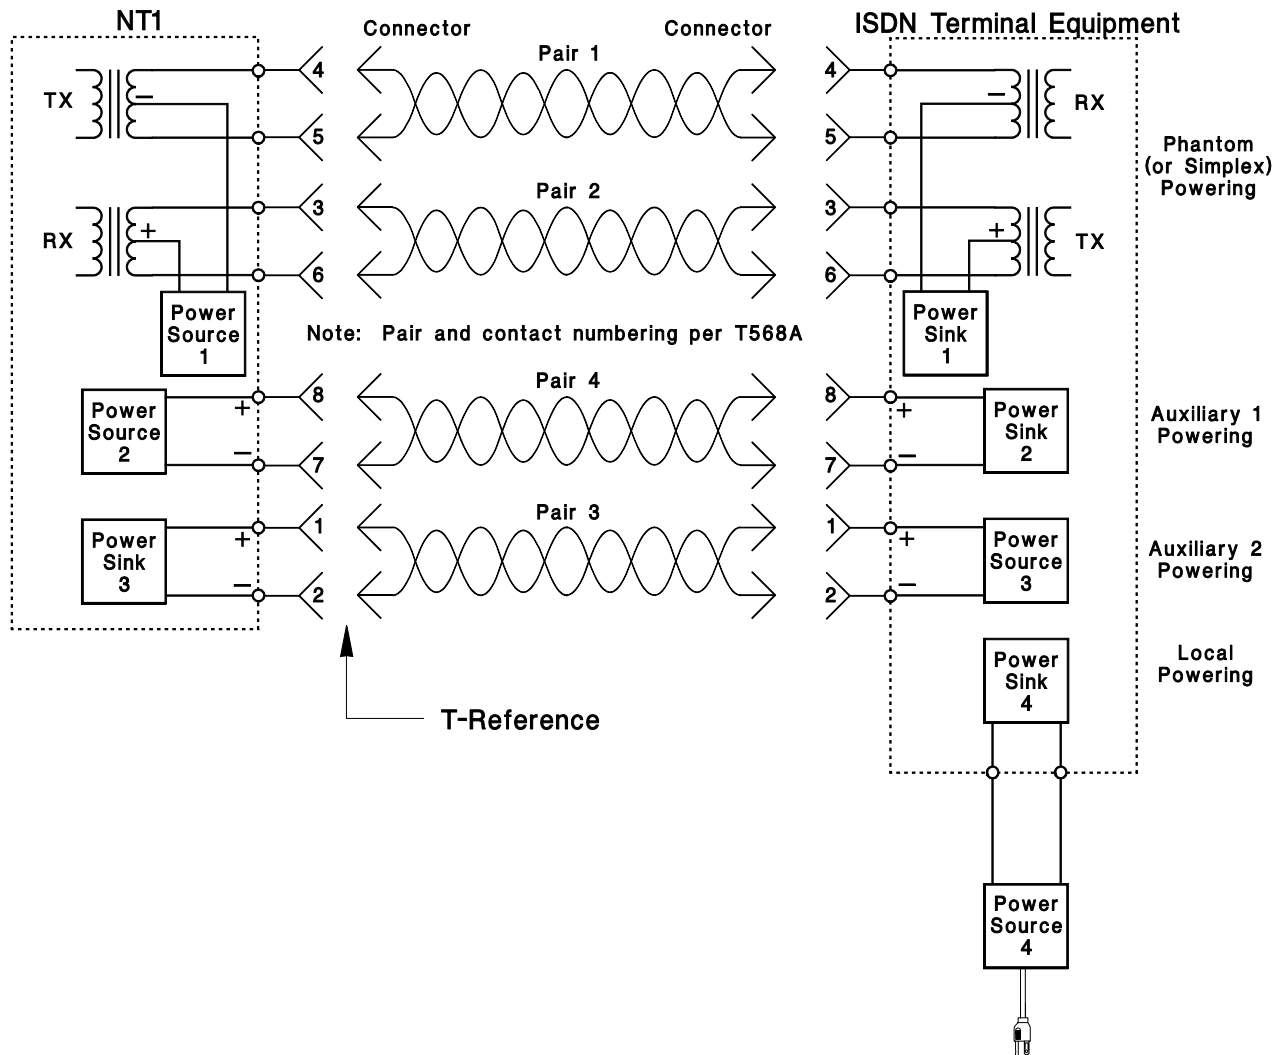 NT1
ISDN Terminal Equipment
Connector
Connector
Pair 1
TX
−
4
5
4
5
−
RX
Phantom
(or Simplex)
Powering
Pair 2
RX
+
3
6
3
6
+
TX
Power
Source
1
Power
Sink
1
Note: Pair and contact numbering per T568A
Pair 4
Power
Source
2
+
−
8
7
8
7
+
−
Power
Sink
2
Auxiliary 1
Powering
Pair 3
Power
Sink
3
+
−
1
2
1
2
+
−
Power
Source
3
Auxiliary 2
Powering
Power
Sink
4
Local
Powering
T-Reference
Power
Source
4